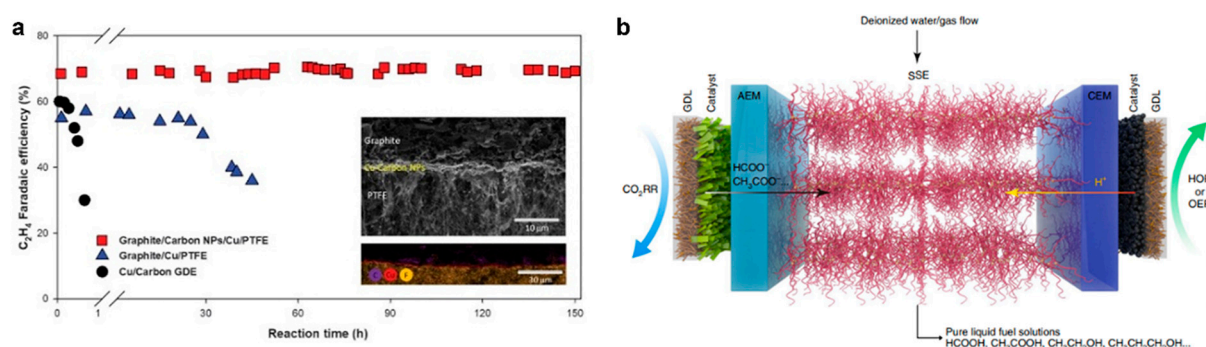 a
80
60
40
20
0
C₂H₄ Faradaic efficiency (%)
Graphite
Cu-Carbon NPs
PTFE
10 µm
C Cu F
30 µm
Graphite/Carbon NPs/Cu/PTFE
Graphite/Cu/PTFE
Cu/Carbon GDE
0 1 30 60 90 120 150
Reaction time (h)
b
Deionized water/gas flow
SSE
GDL
Catalyst
AEM
CEM
Catalyst
GDL
CO₂RR
HCOO⁻
CH₃COO⁻...
H⁺
or
Pure liquid fuel solutions
HCOOH, CH₃COOH, CH₃CH₂OH, CH₃CH₂CH₂OH...